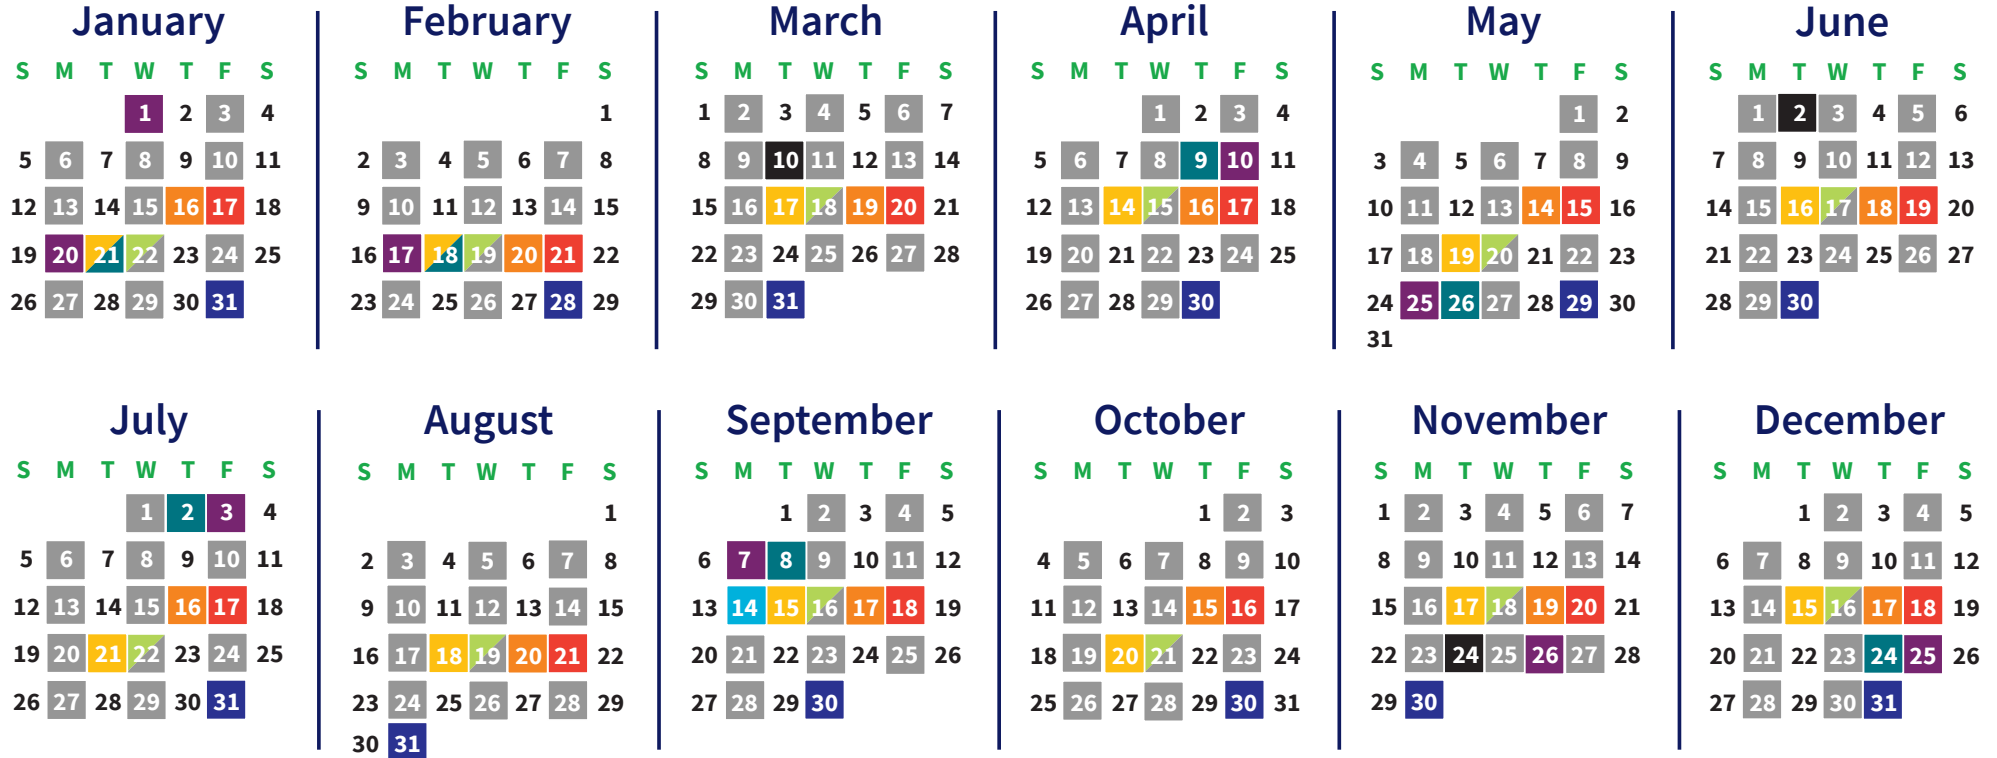 January February March April May June
S M T W T F S S M T W T F S S M T W T F S S M T W T F S S M T W T F S S M T W T F S
1 2 3 4 1 1 2 3 4 5 6 7 1 2 3 4 1 2 1 2 3 4 5 6
5 6 7 8 9 10 11 2 3 4 5 6 7 8 8 9 10 11 12 13 14 5 6 7 8 9 10 11 3 4 5 6 7 8 9 7 8 9 10 11 12 13
12 13 14 15 16 17 18 9 10 11 12 13 14 15 15 16 17 18 19 20 21 12 13 14 15 16 17 18 10 11 12 13 14 15 16 14 15 16 17 18 19 20
19 20 21 22 23 24 25 16 17 18 19 20 21 22 22 23 24 25 26 27 28 19 20 21 22 23 24 25 17 18 19 20 21 22 23 21 22 23 24 25 26 27
26 27 28 29 30 31 23 24 25 26 27 28 29 29 30 31 26 27 28 29 30 24 25 26 27 28 29 30 28 29 30
31
July August September October November December
S M T W T F S S M T W T F S S M T W T F S S M T W T F S S M T W T F S S M T W T F S
1 2 3 4 1 1 2 3 4 5 1 2 3 1 2 3 4 5 6 7 1 2 3 4 5
5 6 7 8 9 10 11 2 3 4 5 6 7 8 6 7 8 9 10 11 12 4 5 6 7 8 9 10 8 9 10 11 12 13 14 6 7 8 9 10 11 12
12 13 14 15 16 17 18 9 10 11 12 13 14 15 13 14 15 16 17 18 19 11 12 13 14 15 16 17 15 16 17 18 19 20 21 13 14 15 16 17 18 19
19 20 21 22 23 24 25 16 17 18 19 20 21 22 20 21 22 23 24 25 26 18 19 20 21 22 23 24 22 23 24 25 26 27 28 20 21 22 23 24 25 26
26 27 28 29 30 31 23 24 25 26 27 28 29 27 28 29 30 25 26 27 28 29 30 31 29 30 27 28 29 30 31
30 31